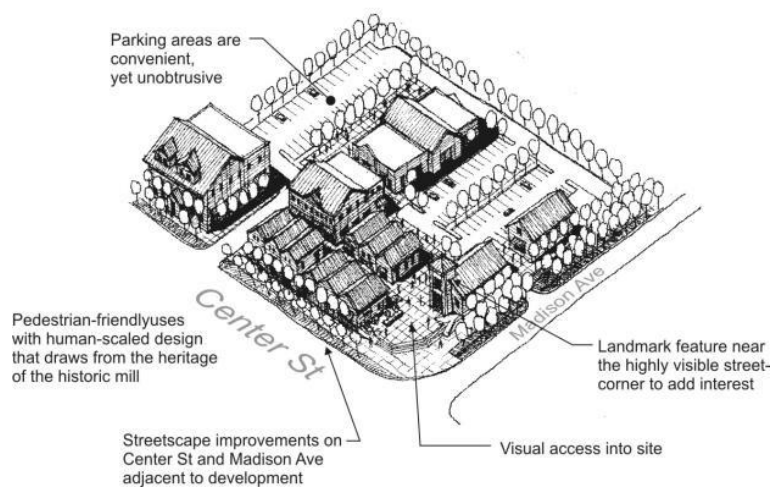 Parking areas are
convenient,
yet unobtrusive
Center St
Madison Ave
Pedestrian-friendlyuses
with human-scaled design
that draws from the heritage
of the historic mill
Landmark feature near
the highly visible street-
corner to add interest
Streetscape improvements on
Center St and Madison Ave
adjacent to development
Visual access into site